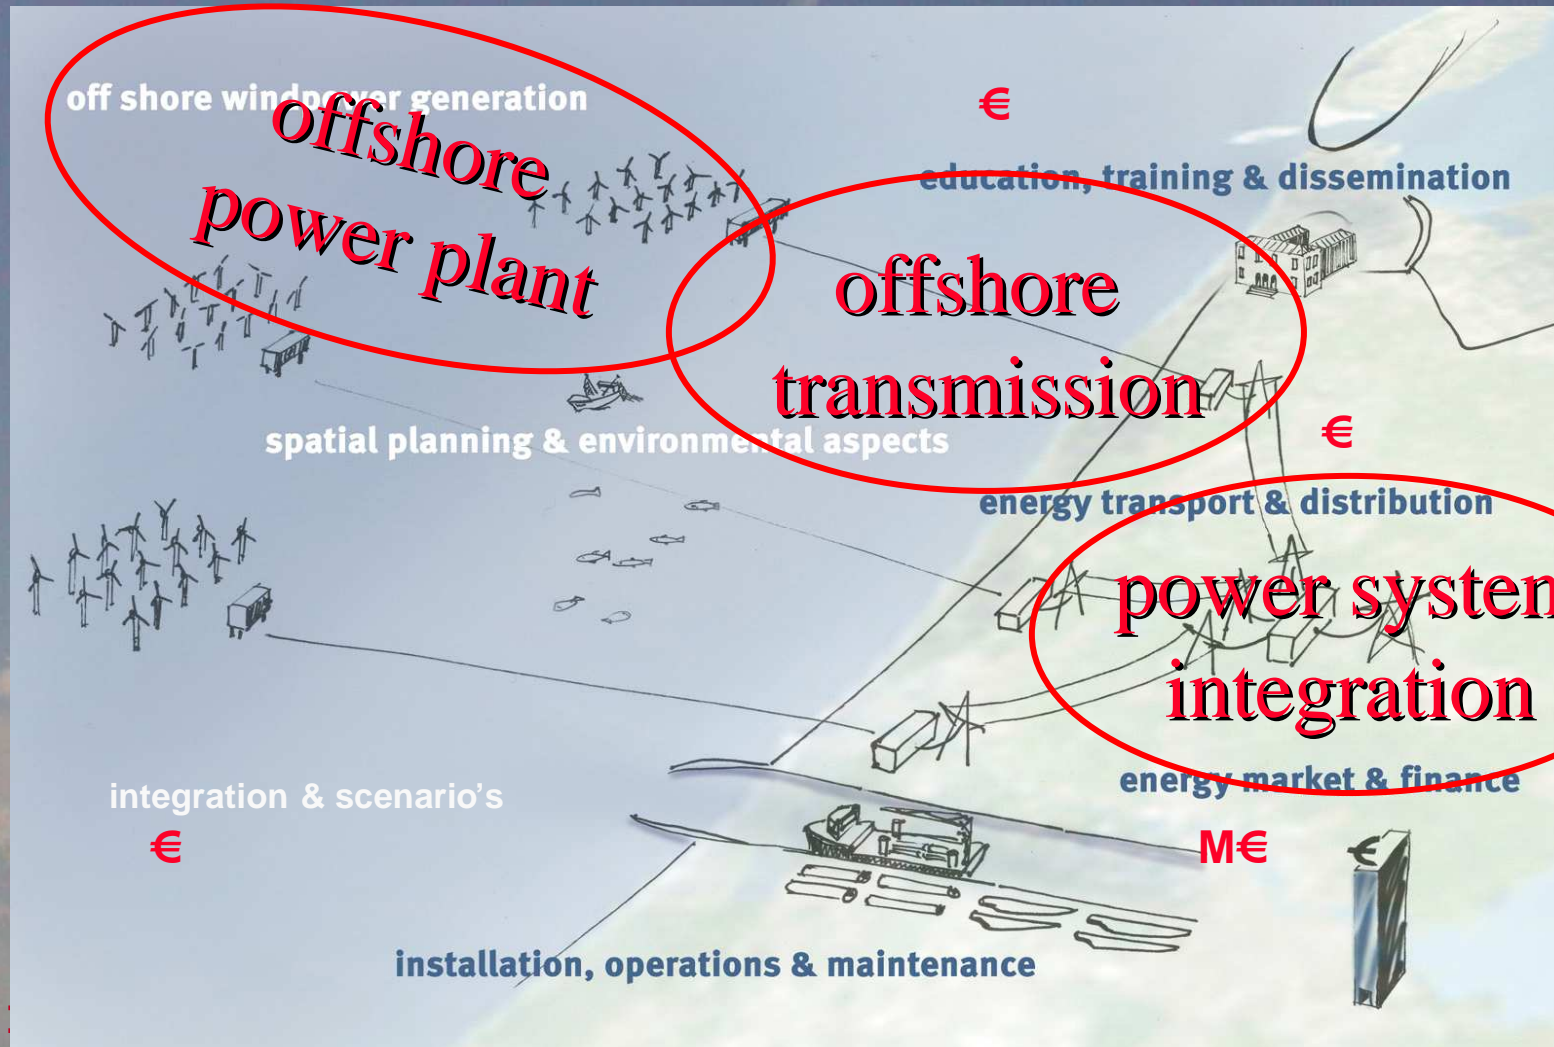 off shore windpower generation
offshore
power plant
€
education, training & dissemination
offshore
transmission
€
spatial planning & environmental aspects
energy transport & distribution
power system
integration
energy market & finance
integration & scenario's
€
M€
€
installation, operations & maintenance